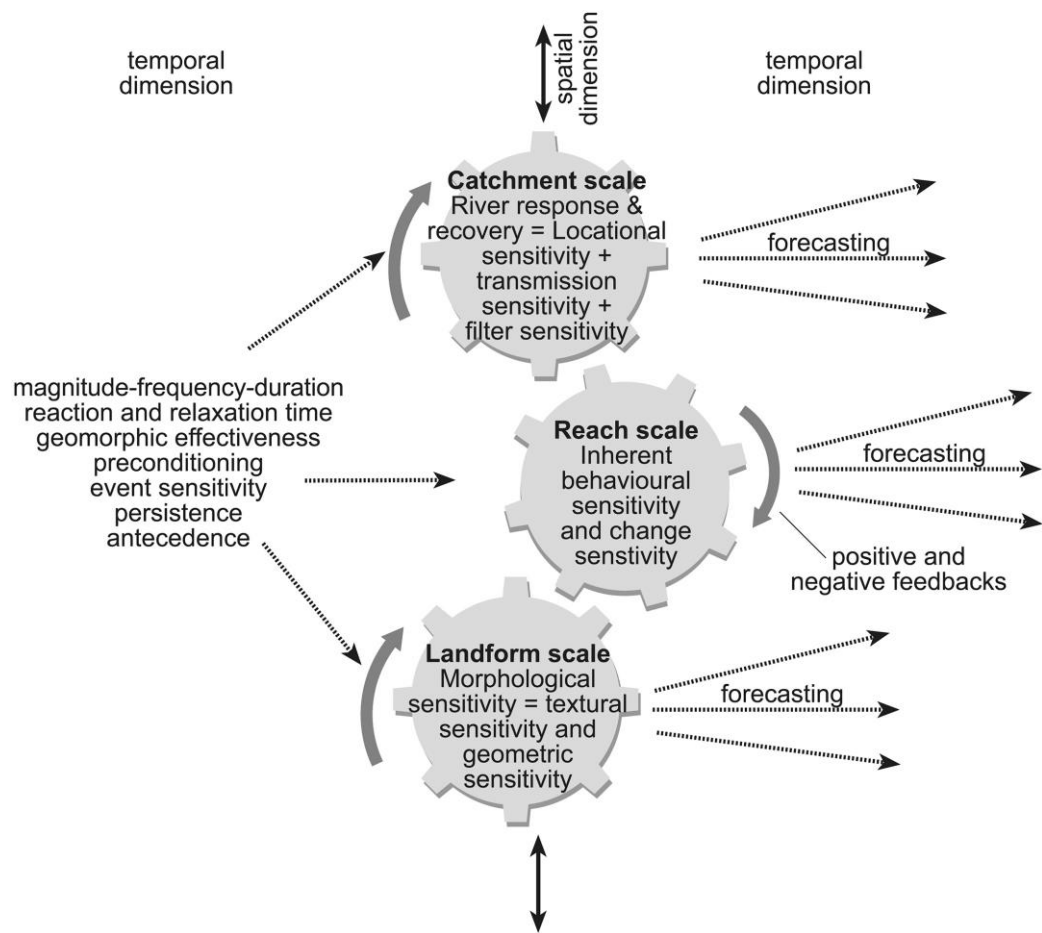 temporal
dimension
spatial
dimension
temporal
dimension
Catchment scale
River response &
recovery = Locational
sensitivity +
transmission
sensitivity +
filter sensitivity
forecasting
magnitude-frequency-duration
reaction and relaxation time
geomorphic effectiveness
preconditioning
event sensitivity
persistence
antecedence
Reach scale
Inherent
behavioural
sensitivity
and change
senstivity
forecasting
positive and
negative feedbacks
Landform scale
Morphological
sensitivity = textural
sensitivity and
geometric
sensitivity
forecasting